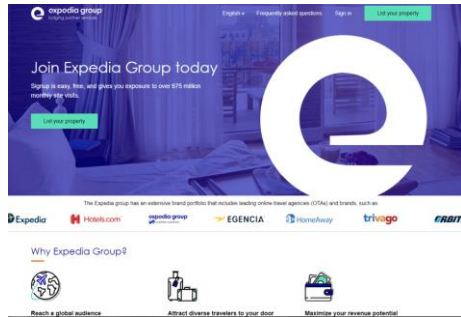 expedia group
lodging partner services
English
Frequently asked questions
Sign in
List your property
Join Expedia Group today
Signup is easy, free, and gives you exposure to over 675 million
monthly site visits.
List your property
The Expedia group has an extensive brand portfolio that includes leading online travel agencies (OTAs) and brands, such as
Expedia
Hotels.com
expedia group
EGENCIA
HomeAway
trivago
ORBIT
Why Expedia Group?
Reach a global audience
Attract diverse travelers to your door
Maximize your revenue potential